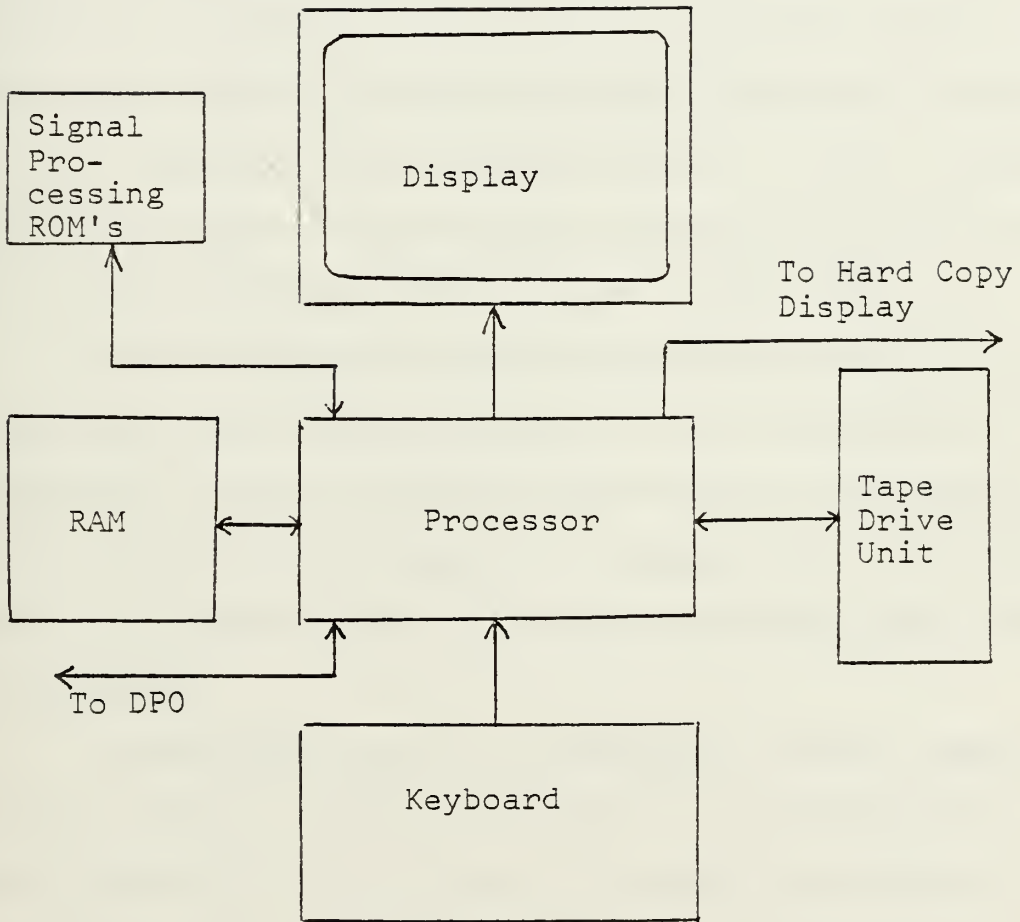 Signal
Pro-
cessing
ROM's
Display
To Hard Copy
Display
RAM
Processor
Tape
Drive
Unit
To DPO
Keyboard